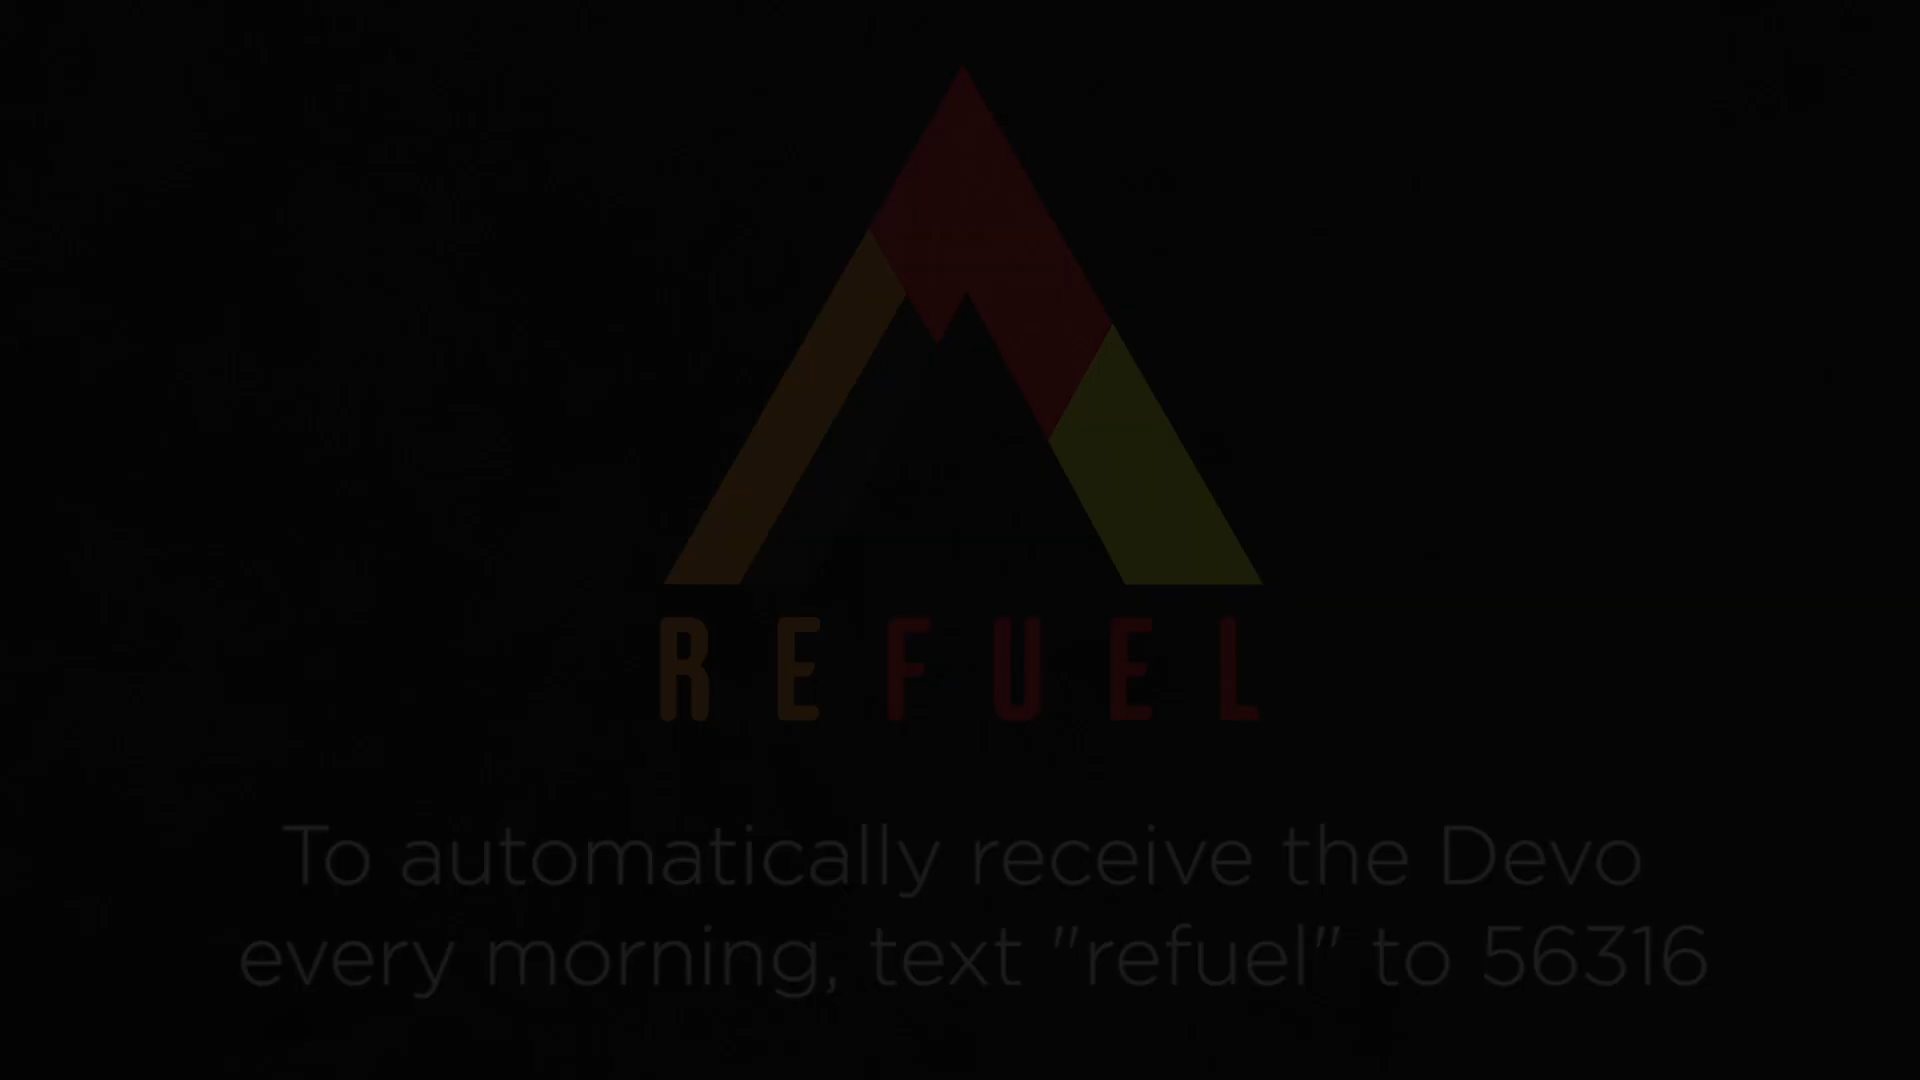 REFUEL
To automatically receive the Devo
every morning, text "refuel" to 56316